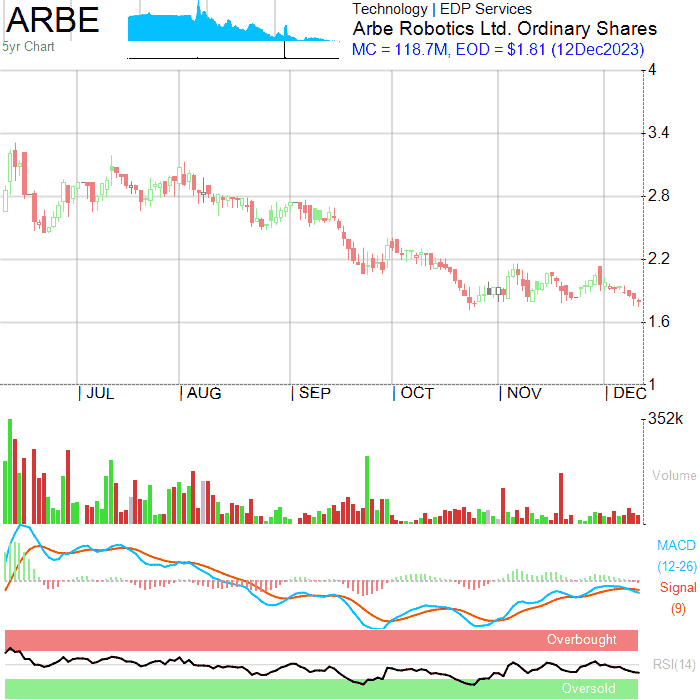 ARBE
5yr Chart
Technology | EDP Services
Arbe Robotics Ltd. Ordinary Shares
MC = 118.7M, EOD = $1.81 (12Dec2023)
4
3.4
2.8
2.2
1.6
1
| JUL | AUG | SEP | OCT | NOV | DEC
352k
Volume
MACD
(12-26)
Signal
(9)
Overbought
RSI(14)
Oversold